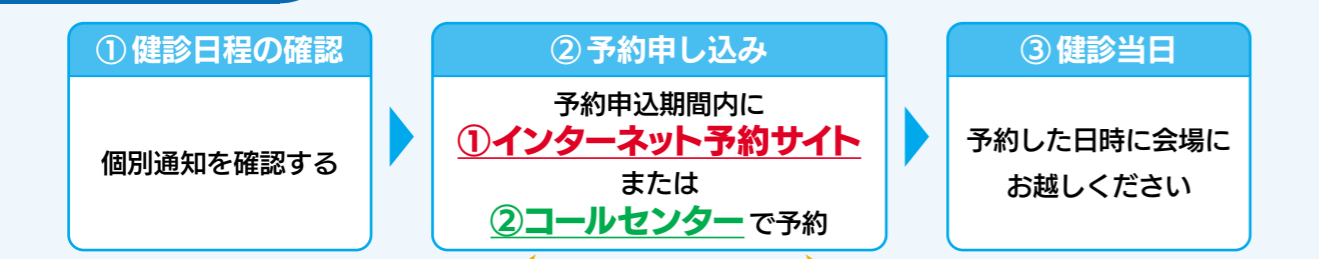 ① 健診日程の確認
個別通知を確認する
② 予約申し込み
予約申込期間内に
①インターネット予約サイト
または
②コールセンターで予約
③ 健診当日
予約した日時に会場に
お越しください